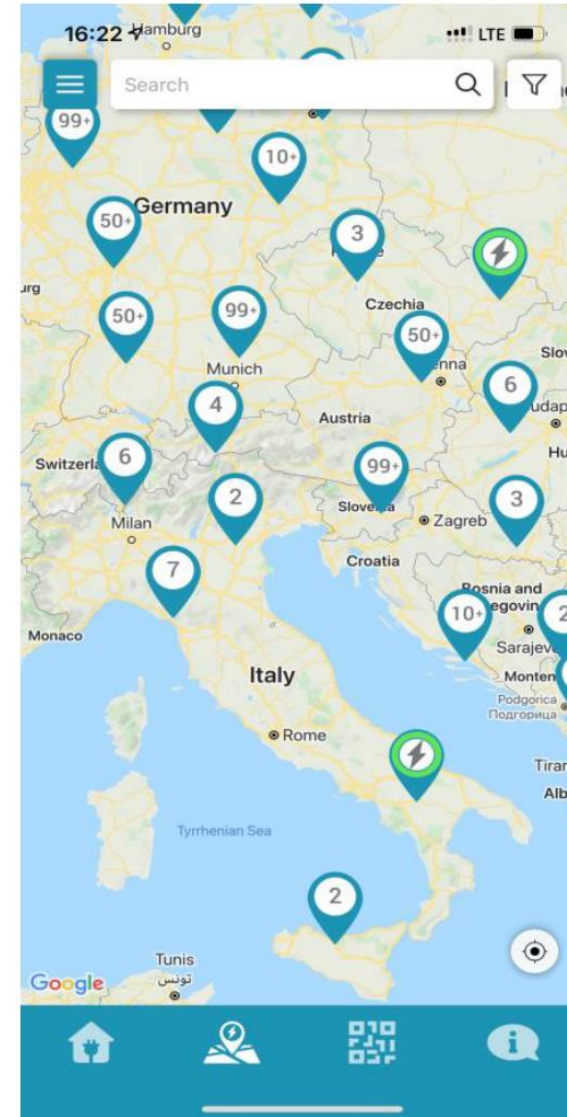 Hamburg
16:22
LTE
Search
99+
10+
Germany
50+
3
Czechia
50+
99+
50+
Munich
6
4
Austria
Switzerl
6
99+
2
Slovenia
3
Milan
Zagreb
Croatia
7
Bosnia and
10+
2
Sarajev
Monaco
Italy
Monten
Podgorica
Подгорица
Rome
Tiran
Alb
Tyrrhenian Sea
2
Tunis
تونس
Google